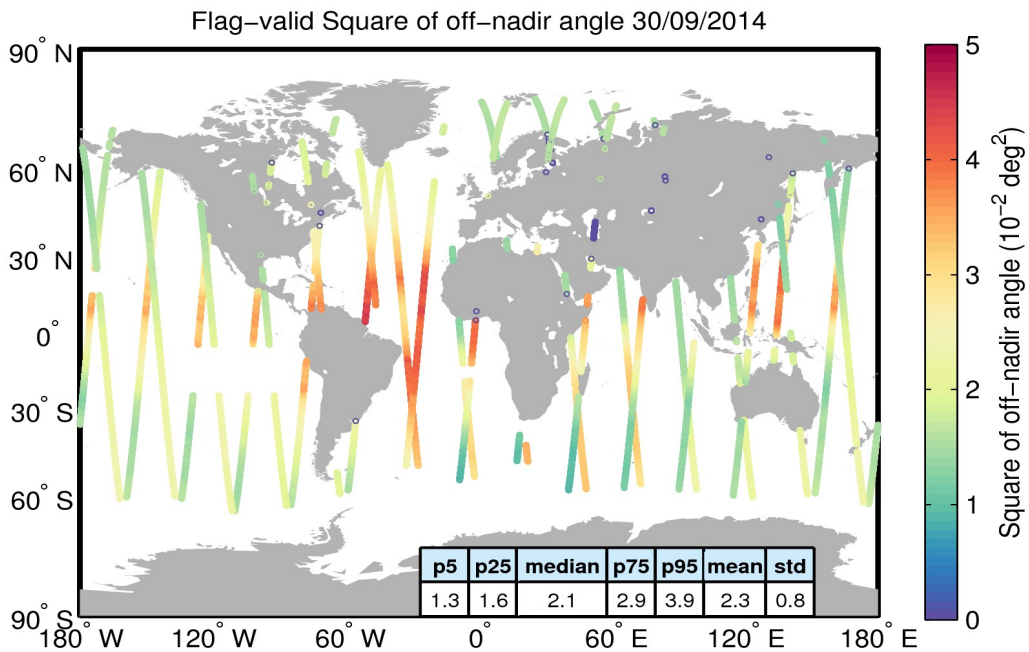 Flag−valid Square of off−nadir angle 30/09/2014
90° N
60° N
30° N
0°
30° S
60° S
90° S
180° W
120° W
60° W
0°
60° E
120° E
180° E
p5 p25 median p75 p95 mean std
1.3 1.6 2.1 2.9 3.9 2.3 0.8
5
4
3
2
1
0
Square of off−nadir angle (10⁻² deg²)